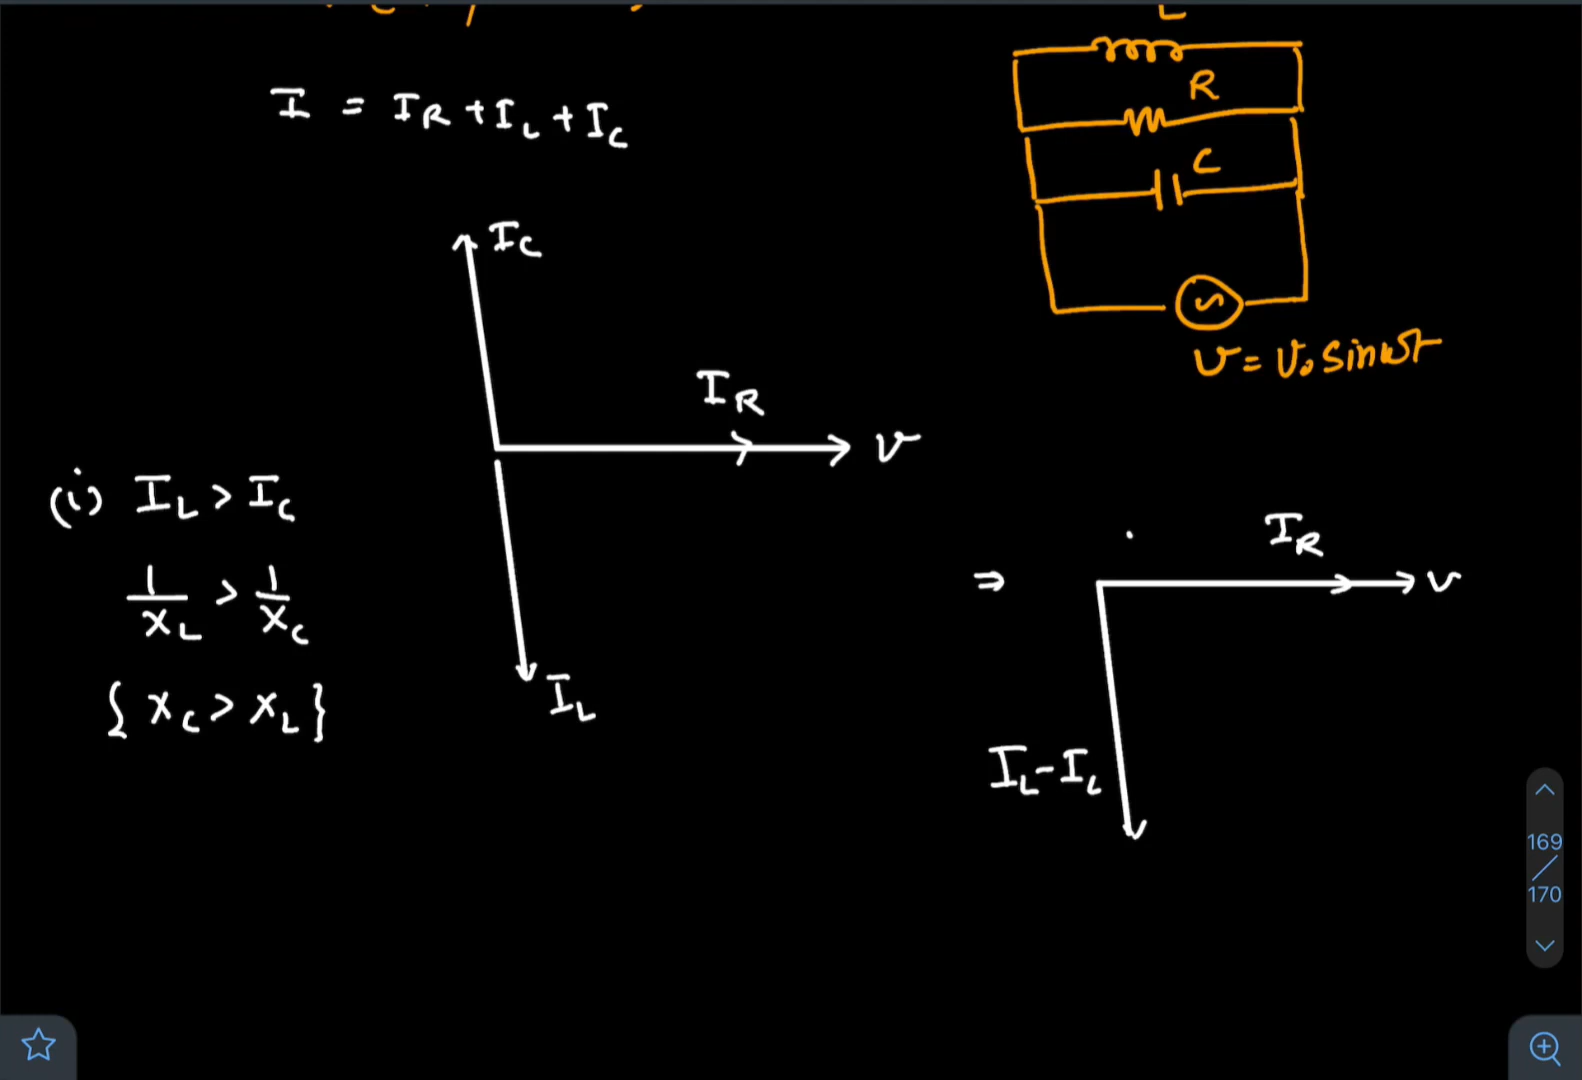 L
I = I_R + I_L + I_C
R
C
I_C
v = v₀ sin ωt
I_R
v
(i) I_L > I_C
I_R
⇒
v
1/X_L > 1/X_C
{ X_C > X_L }
I_L
I_L - I_L
169
/
170